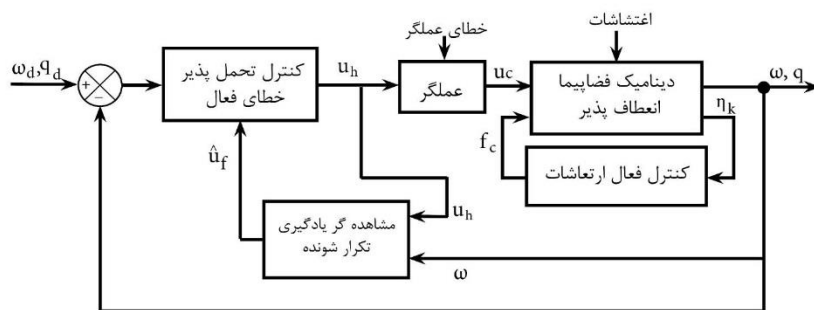 اغتشاشات
خطای عملگر
ω_d,q_d
+
−
کنترل تحمل پذیر
خطای فعال
u_h
عملگر
u_c
دینامیک فضاپیما
انعطاف پذیر
ω, q
η_k
f_c
کنترل فعال ارتعاشات
û_f
مشاهده گر یادگیری
تکرار شونده
u_h
ω